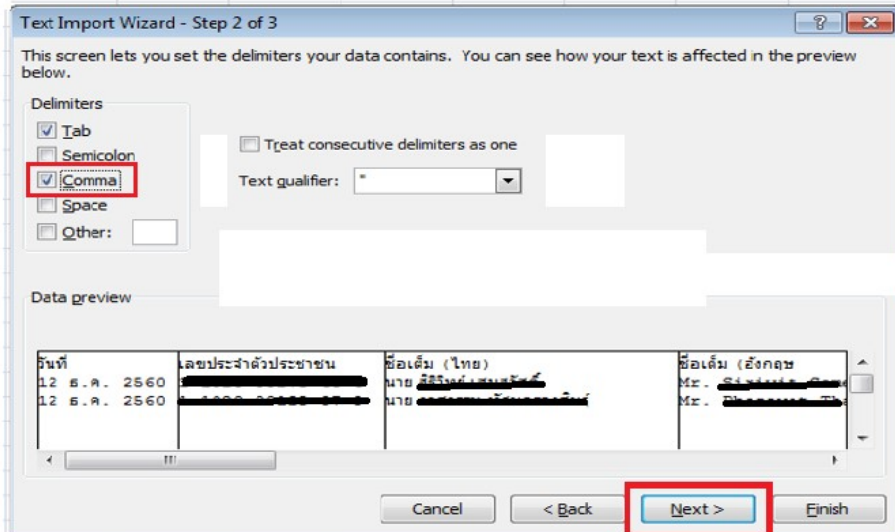 Text Import Wizard - Step 2 of 3
This screen lets you set the delimiters your data contains. You can see how your text is affected in the preview
below.
Delimiters
Tab
Semicolon
Comma
Space
Other:
Treat consecutive delimiters as one
Text qualifier: "
Data preview
วันที่ เลขประจำตัวประชาชน ชื่อเต็ม (ไทย) ชื่อเต็ม (อังกฤษ
12 ธ.ค. 2560 นาย Mr.
12 ธ.ค. 2560 นาย Mr.
Cancel < Back Next > Finish